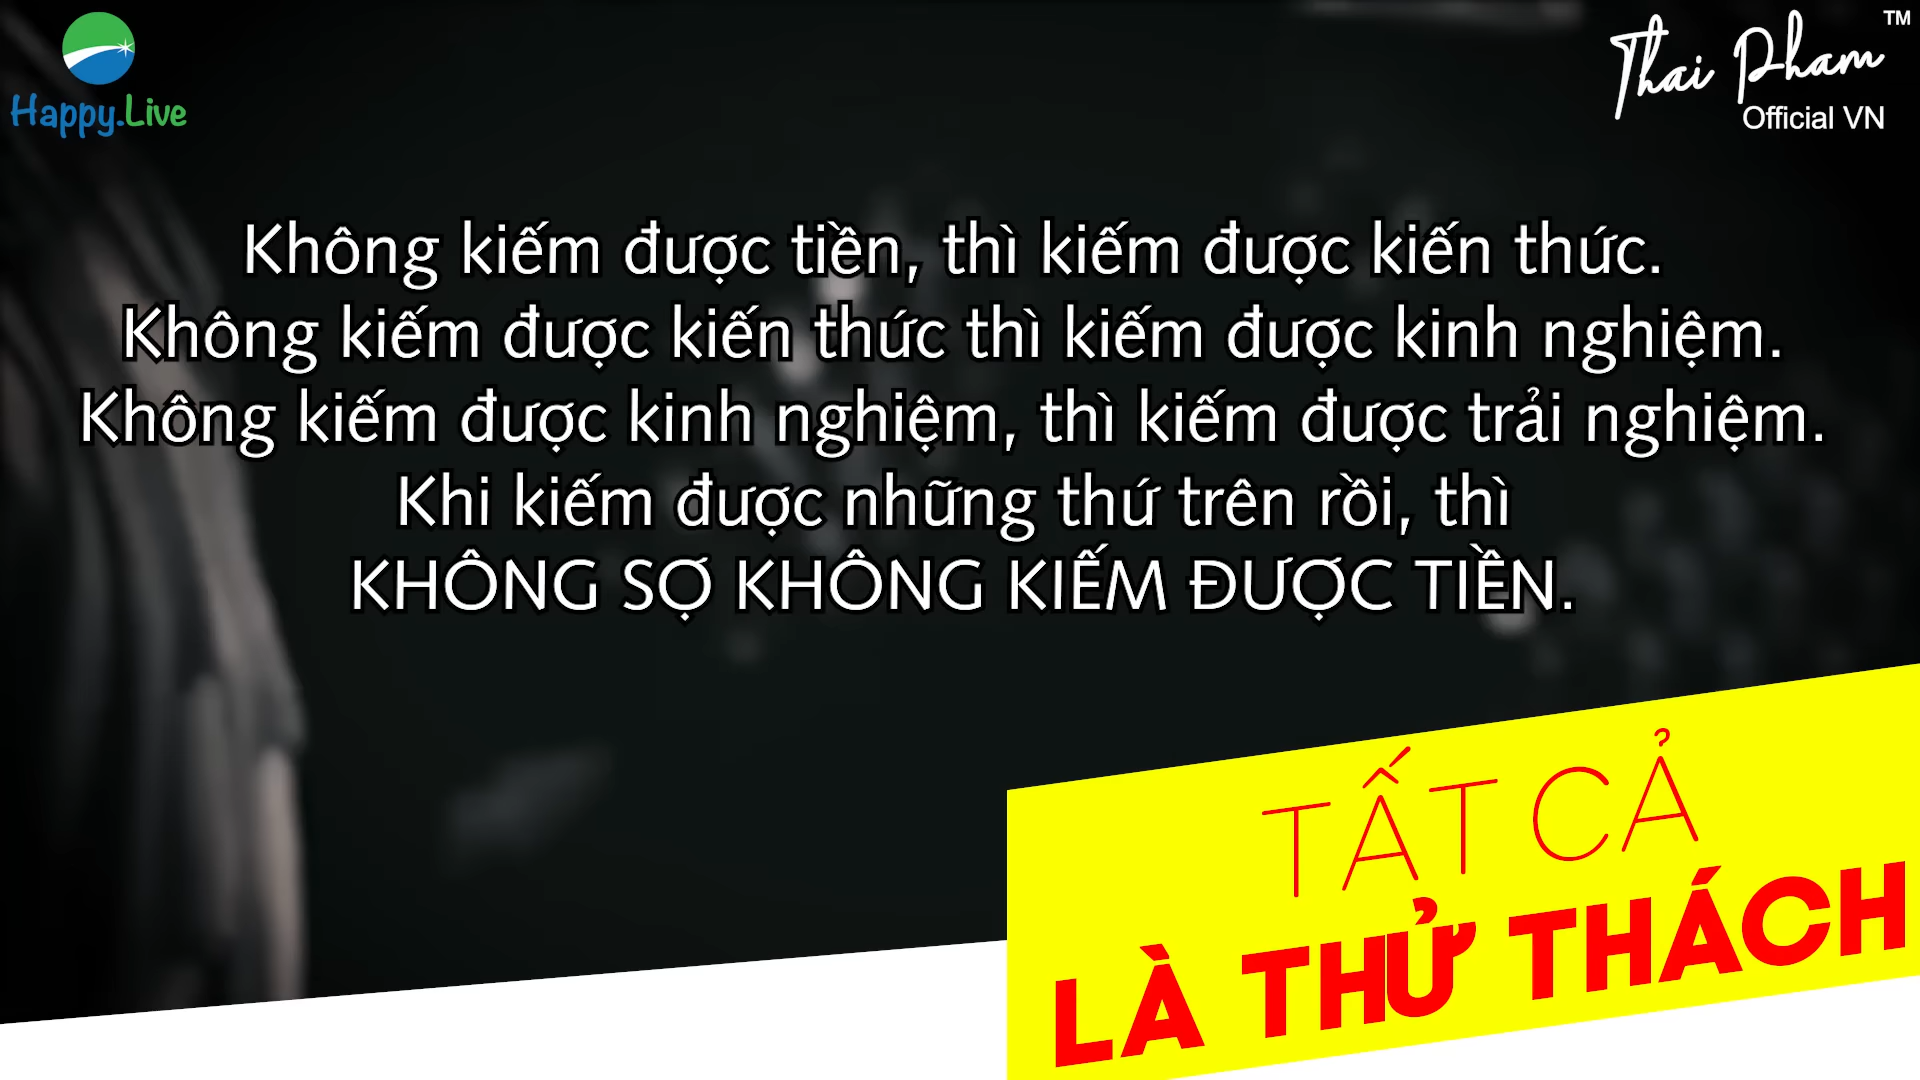 Happy.Live
Thai Pham™
Official VN
Không kiếm được tiền, thì kiếm được kiến thức.
Không kiếm được kiến thức thì kiếm được kinh nghiệm.
Không kiếm được kinh nghiệm, thì kiếm được trải nghiệm.
Khi kiếm được những thứ trên rồi, thì
KHÔNG SỢ KHÔNG KIẾM ĐƯỢC TIỀN.
TẤT CẢ
LÀ THỬ THÁCH